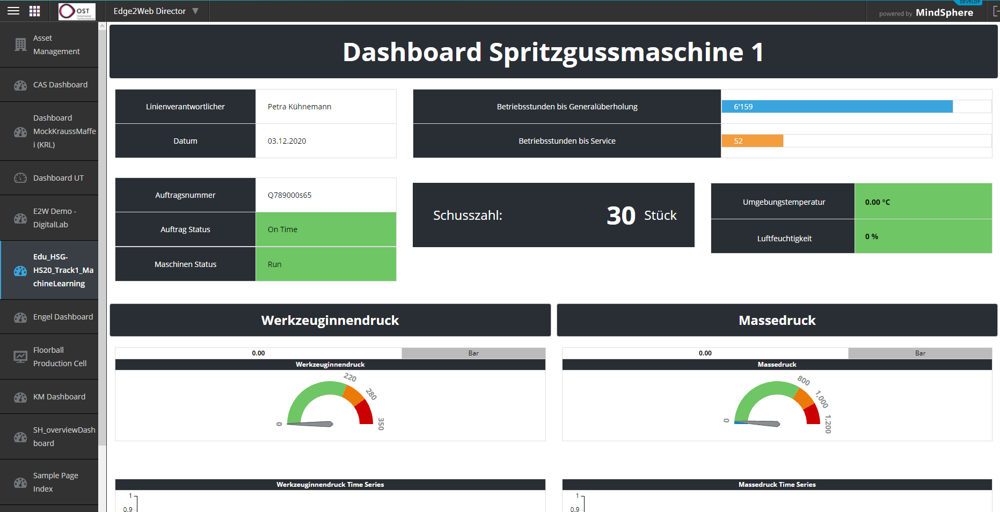 OST
Edge2Web Director
DEVELOP
powered by MindSphere
Asset
Management
CAS Dashboard
Dashboard
MockKraussMaffe
i (KRL)
Dashboard UT
E2W Demo -
DigitalLab
Edu_HSG-
HS20_Track1_Ma
chineLearning
Engel Dashboard
Floorball
Production Cell
KM Dashboard
SH_overviewDash
board
Sample Page
Index
Dashboard Spritzgussmaschine 1
Linienverantwortlicher Petra Kühnemann
Datum 03.12.2020
Betriebsstunden bis Generalüberholung 6'159
Betriebsstunden bis Service 52
Auftragsnummer Q789000s65
Auftrag Status On Time
Maschinen Status Run
Schusszahl: 30 Stück
Umgebungstemperatur 0.00 °C
Luftfeuchtigkeit 0 %
Werkzeuginnendruck
0.00 Bar
Werkzeuginnendruck
0 220 280 350
Werkzeuginnendruck Time Series
1
0.9
Massedruck
0.00 Bar
Massedruck
0 800 1,000 1,200
Massedruck Time Series
1
0.9